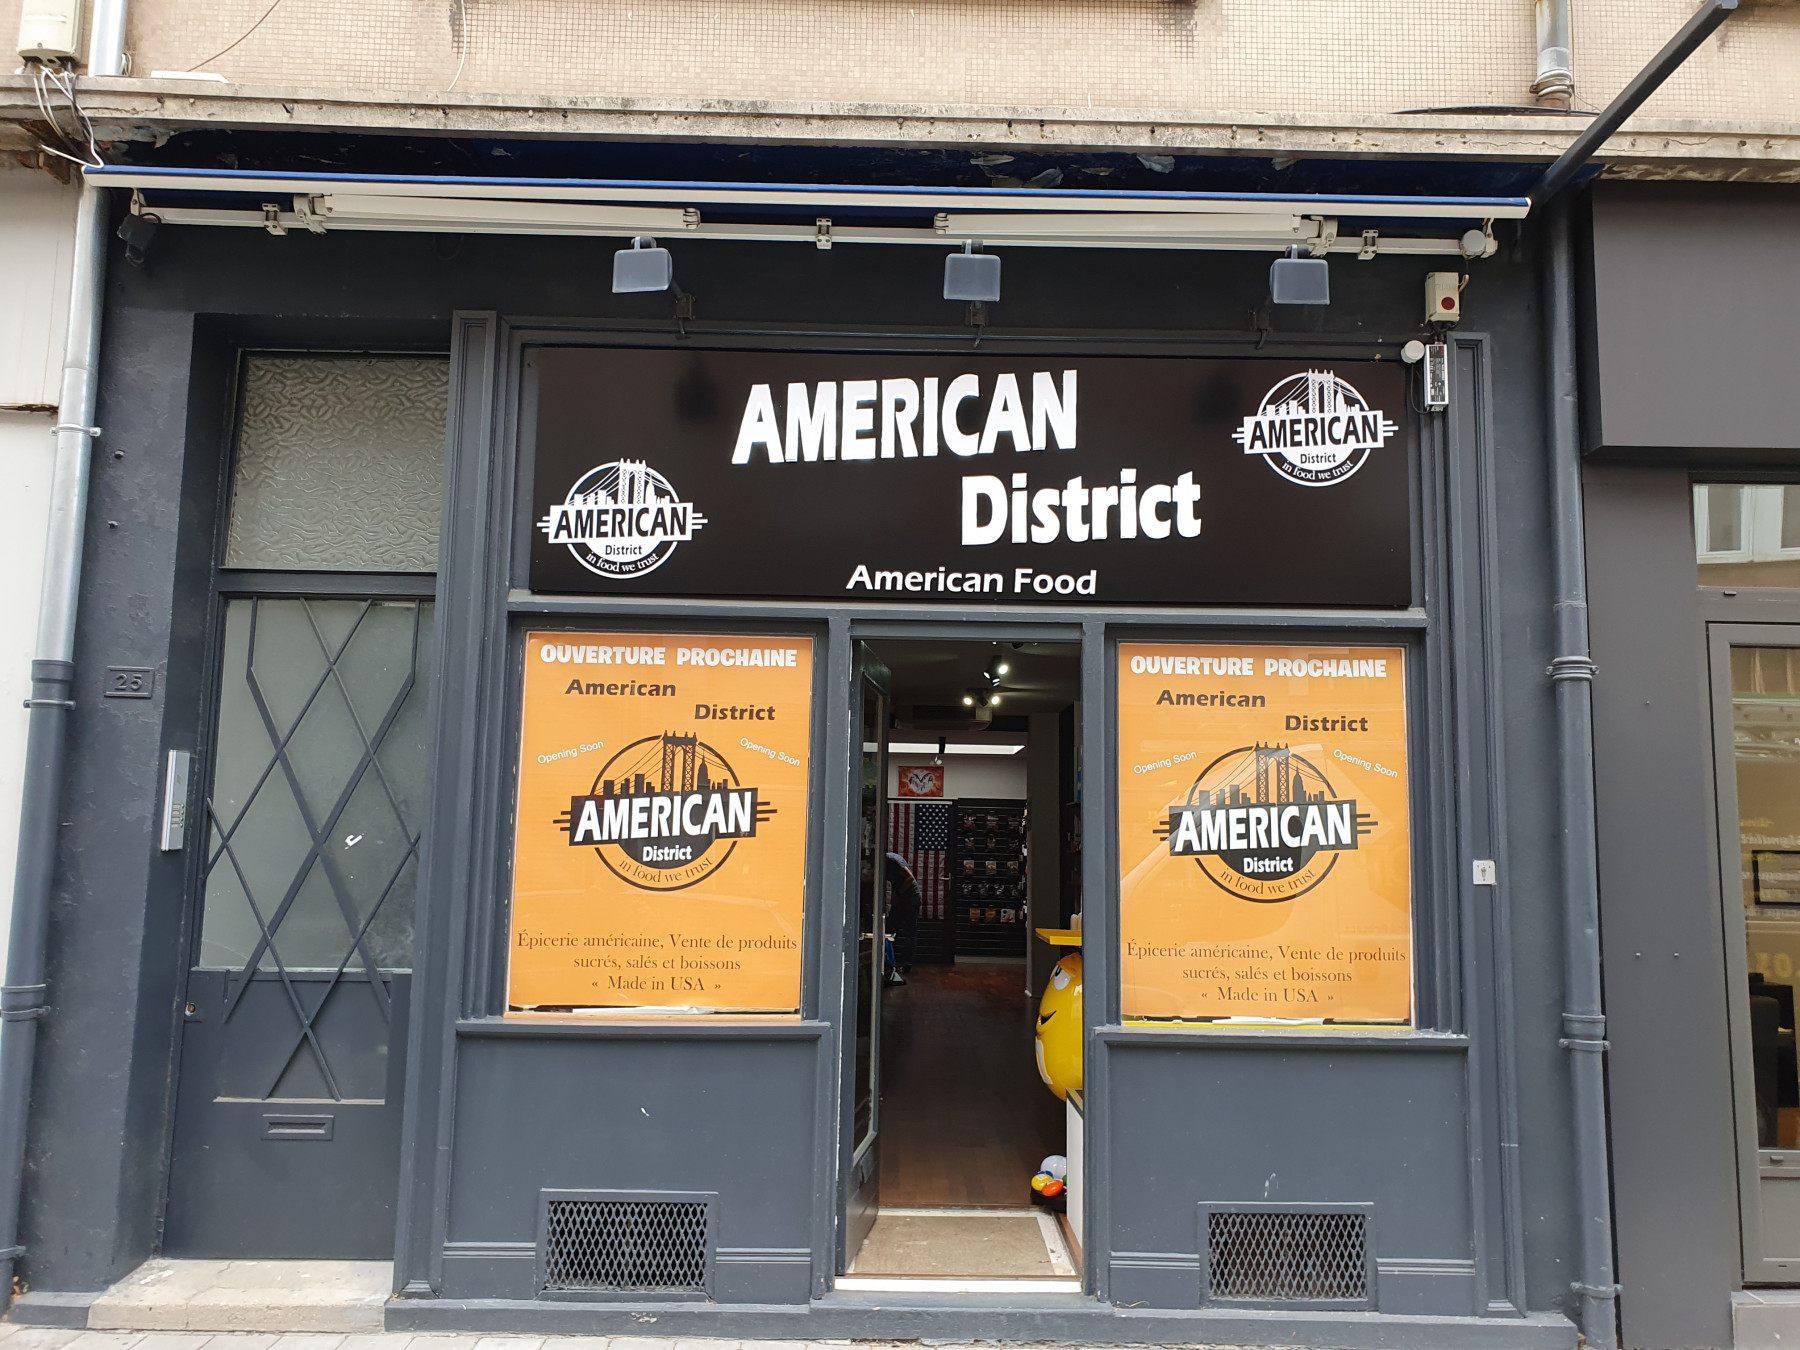 AMERICAN
District
American Food
AMERICAN
District
in food we trust
AMERICAN
District
in food we trust
25
OUVERTURE PROCHAINE
American
District
Opening Soon
Opening Soon
AMERICAN
District
in food we trust
Épicerie américaine, Vente de produits
sucrés, salés et boissons
« Made in USA »
OUVERTURE PROCHAINE
American
District
Opening Soon
Opening Soon
AMERICAN
District
in food we trust
Épicerie américaine, Vente de produits
sucrés, salés et boissons
« Made in USA »